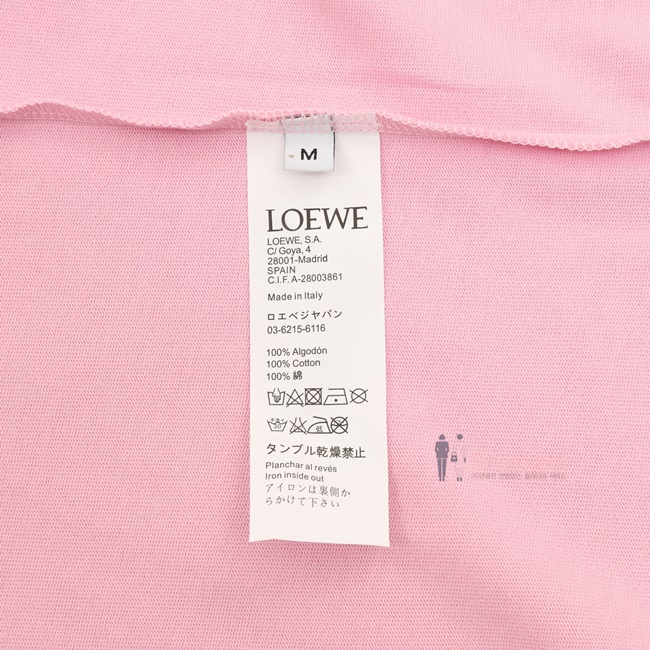 M
LOEWE
LOEWE, S.A.
C/ Goya, 4
28001-Madrid
SPAIN
C.I.F. A-28003861
Made in Italy
ロエベジャパン
03-6215-6116
100% Algodón
100% Cotton
100% 綿
低
タンブル乾燥禁止
Planchar al revés
Iron inside out
アイロンは裏側か
らかけて下さい